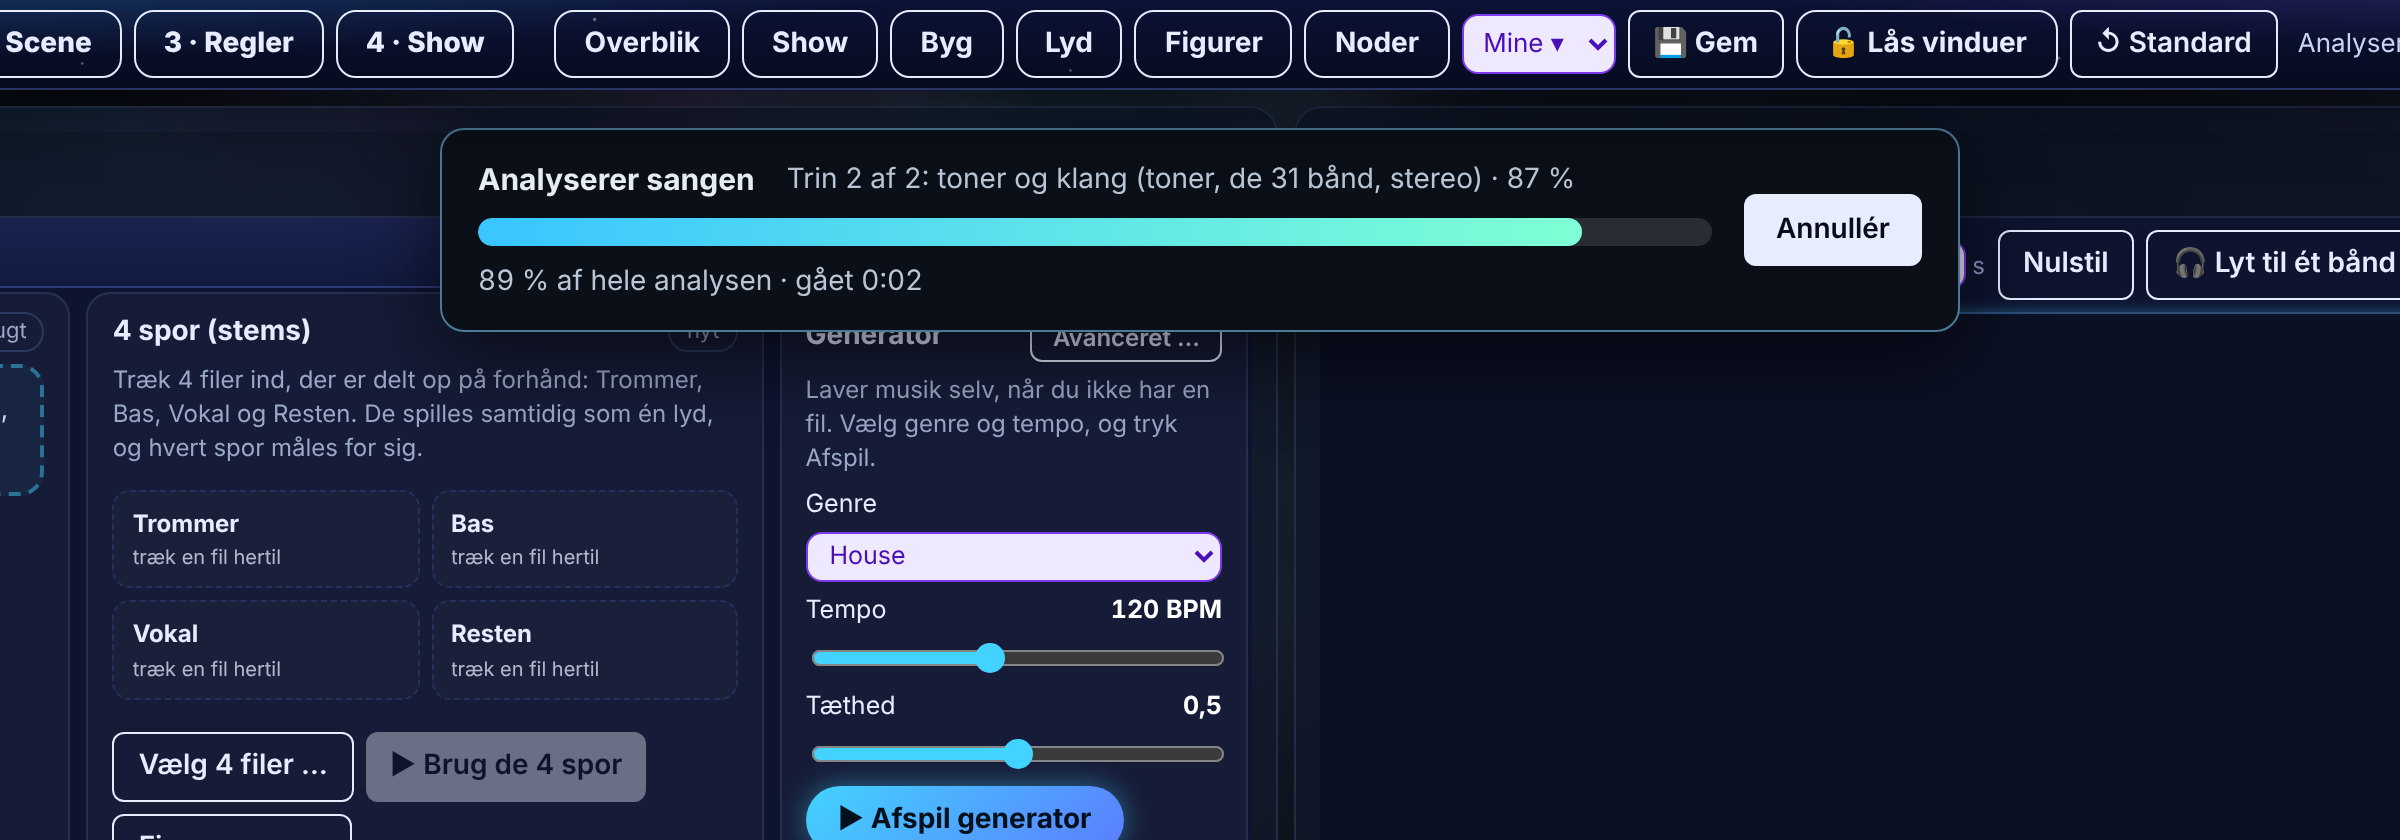 Scene
3 · Regler
4 · Show
Overblik
Show
Byg
Lyd
Figurer
Noder
Mine ▾
💾 Gem
🔓 Lås vinduer
↺ Standard
Analyser
Analyserer sangen Trin 2 af 2: toner og klang (toner, de 31 bånd, stereo) · 87 %
Annullér
89 % af hele analysen · gået 0:02
s
Nulstil
🎧 Lyt til ét bånd
ugt
4 spor (stems)
nyt
Træk 4 filer ind, der er delt op på forhånd: Trommer,
Bas, Vokal og Resten. De spilles samtidig som én lyd,
og hvert spor måles for sig.
Trommer
træk en fil hertil
Bas
træk en fil hertil
Vokal
træk en fil hertil
Resten
træk en fil hertil
Vælg 4 filer ...
▶ Brug de 4 spor
Generator
Avanceret ...
Laver musik selv, når du ikke har en
fil. Vælg genre og tempo, og tryk
Afspil.
Genre
House
Tempo 120 BPM
Tæthed 0,5
▶ Afspil generator